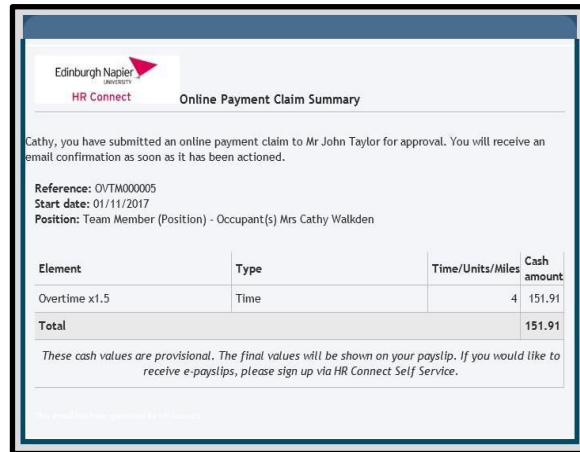 Edinburgh Napier
UNIVERSITY
HR Connect
Online Payment Claim Summary
Cathy, you have submitted an online payment claim to Mr John Taylor for approval. You will receive an
email confirmation as soon as it has been actioned.
Reference: OVTM000005
Start date: 01/11/2017
Position: Team Member (Position) - Occupant(s) Mrs Cathy Walkden
Element Type Time/Units/Miles Cash amount
Overtime x1.5 Time 4 151.91
Total 151.91
These cash values are provisional. The final values will be shown on your payslip. If you would like to
receive e-payslips, please sign up via HR Connect Self Service.